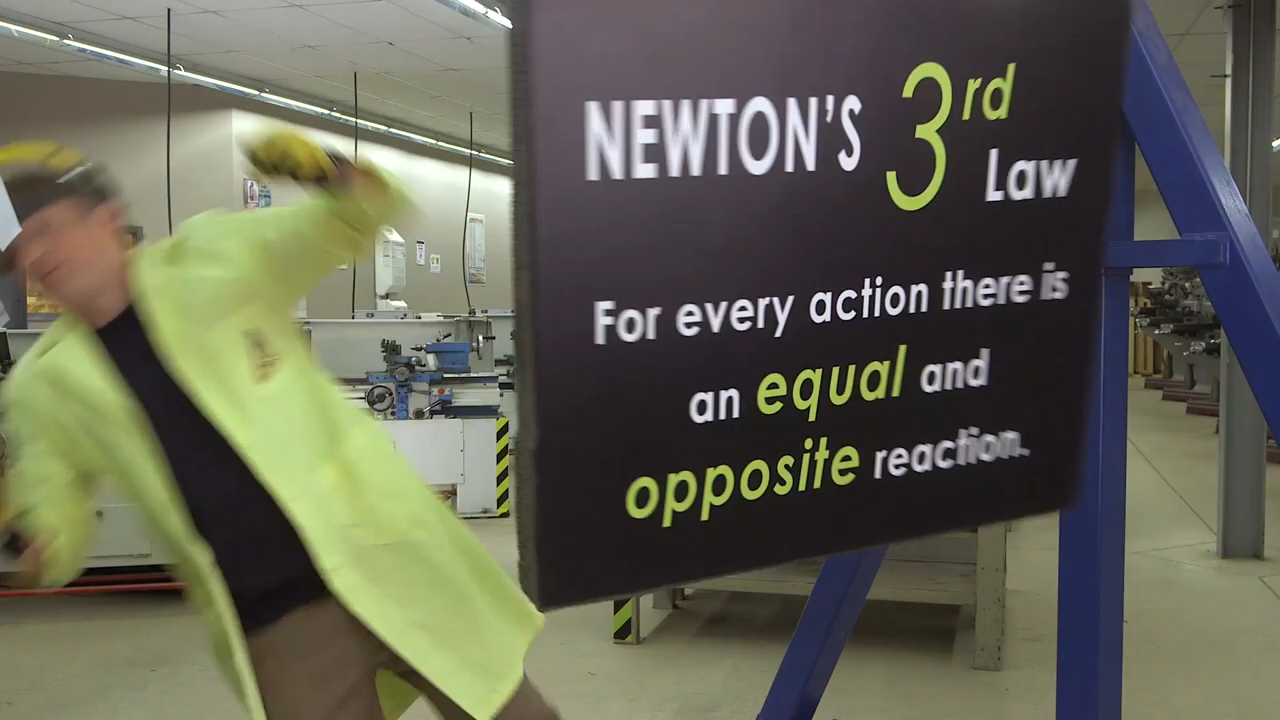 NEWTON'S 3rd
Law
For every action there is
an equal and
opposite reaction.